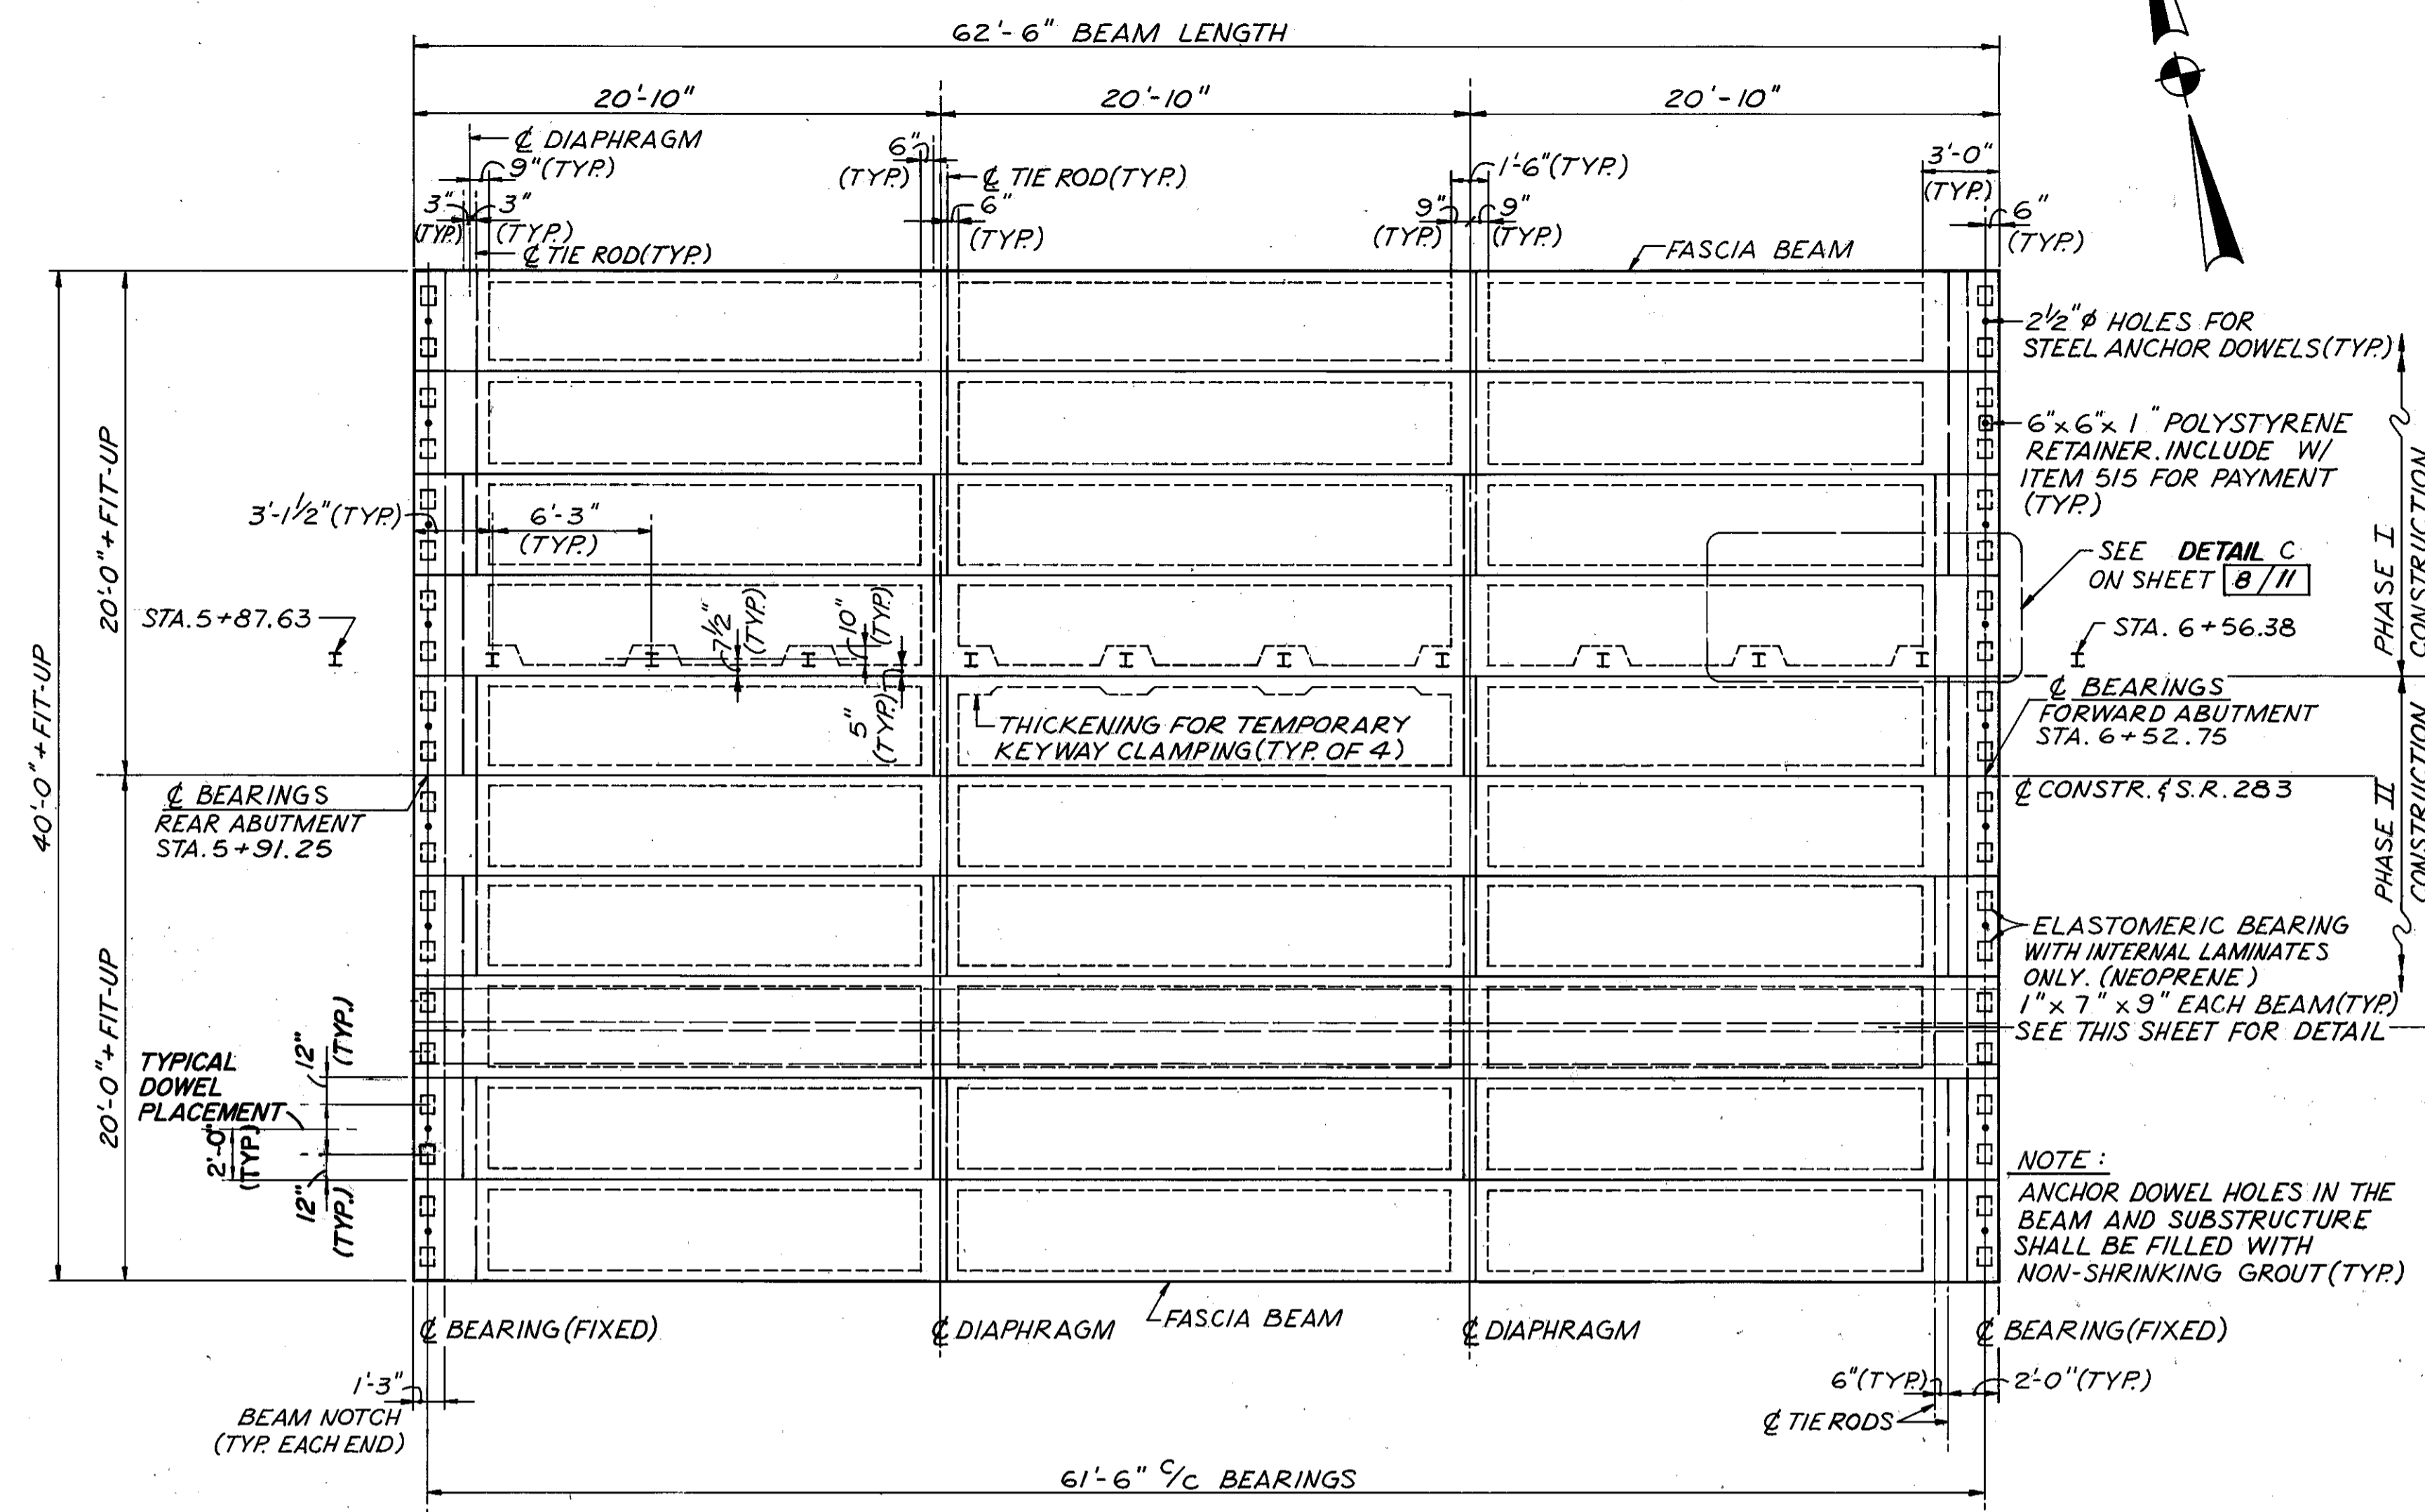 62'-6" BEAM LENGTH
20'-10"
20'-10"
20'-10"
℄ DIAPHRAGM
9"(TYP.)
6"
(TYP.)
℄ TIE ROD(TYP.)
1'-6"(TYP.)
3'-0"
(TYP.)
3"
(TYP.)
3"
(TYP.)
6"
(TYP.)
9"
(TYP.)
9"
(TYP.)
6"
(TYP.)
℄ TIE ROD(TYP.)
FASCIA BEAM
2½"⌀ HOLES FOR
STEEL ANCHOR DOWELS(TYP.)
6"x6"x 1" POLYSTYRENE
RETAINER. INCLUDE W/
ITEM 515 FOR PAYMENT
(TYP.)
20'-0"+FIT-UP
40'-0"+FIT-UP
3'-1½"(TYP.)
6'-3"
(TYP.)
SEE DETAIL C
ON SHEET 8/11
PHASE I
CONSTRUCTION
STA.5+87.63
7½"
(TYP.)
10"
(TYP.)
STA. 6+56.38
5"
(TYP.)
THICKENING FOR TEMPORARY
KEYWAY CLAMPING(TYP. OF 4)
℄ BEARINGS
FORWARD ABUTMENT
STA. 6+52.75
℄ BEARINGS
REAR ABUTMENT
STA.5+91.25
℄ CONSTR. & S.R. 283
PHASE II
CONSTRUCTION
ELASTOMERIC BEARING
WITH INTERNAL LAMINATES
ONLY. (NEOPRENE)
1"x 7"x 9" EACH BEAM(TYP.)
SEE THIS SHEET FOR DETAIL
20'-0"+FIT-UP
12"
(TYP.)
TYPICAL
DOWEL
PLACEMENT
2'-0"
(TYP.)
12"
(TYP.)
NOTE :
ANCHOR DOWEL HOLES IN THE
BEAM AND SUBSTRUCTURE
SHALL BE FILLED WITH
NON-SHRINKING GROUT(TYP.)
℄ BEARING(FIXED)
℄ DIAPHRAGM
FASCIA BEAM
℄ DIAPHRAGM
℄ BEARING(FIXED)
1'-3"
BEAM NOTCH
(TYP. EACH END)
6"(TYP.)
2'-0"(TYP.)
℄ TIE RODS
61'-6" C/C BEARINGS